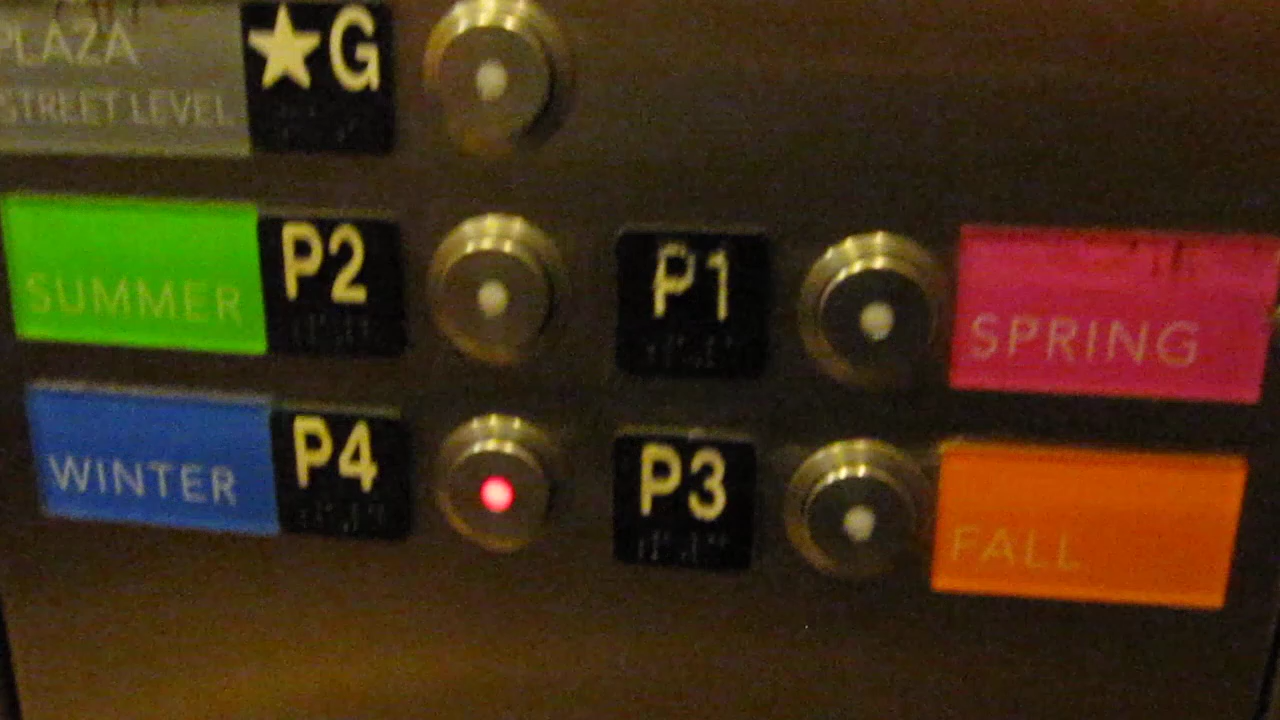 PLAZA
STREET LEVEL
★G
SUMMER
P2
P1
SPRING
WINTER
P4
P3
FALL